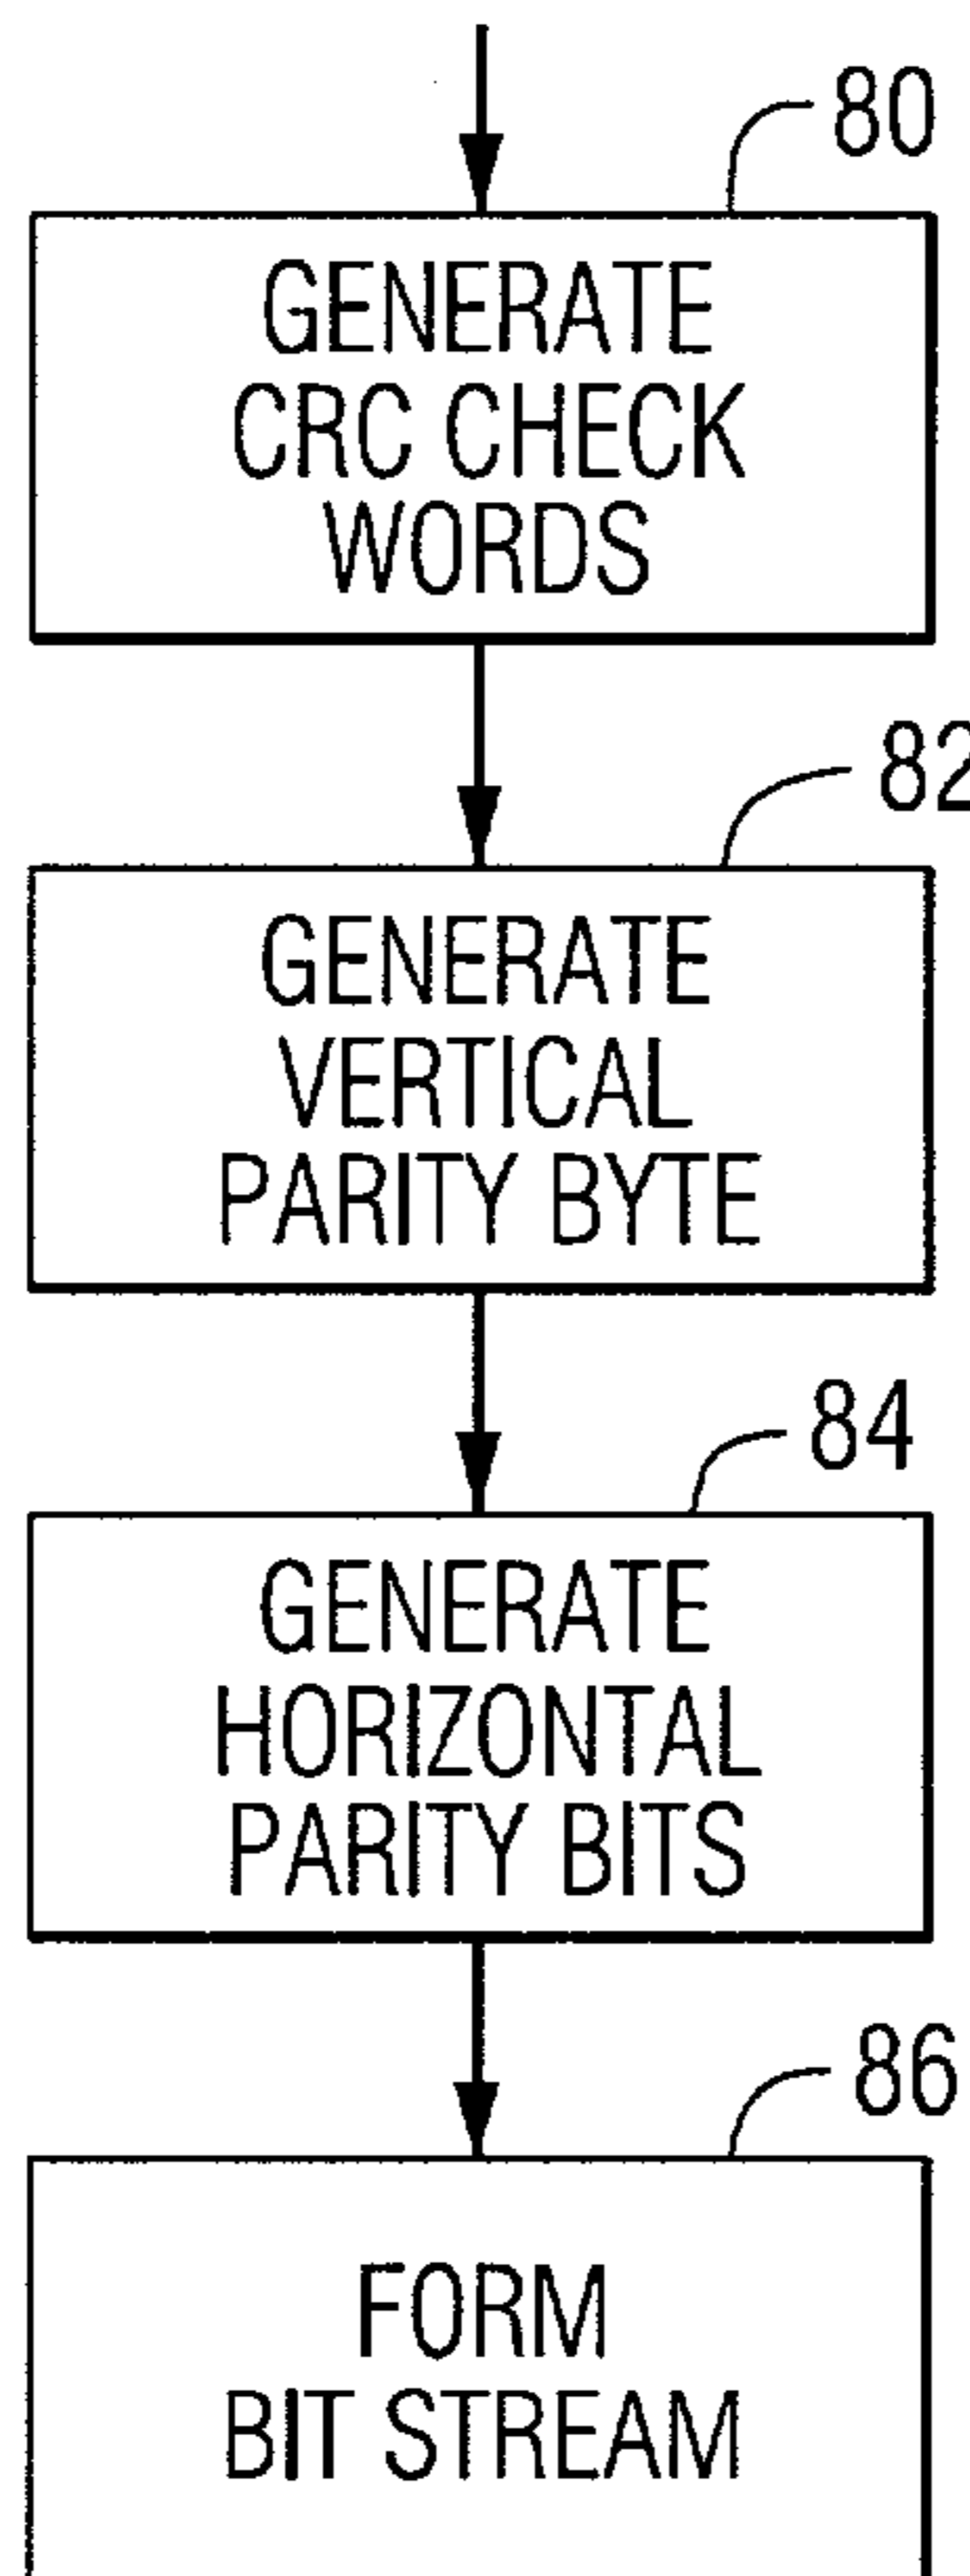 80
GENERATE
CRC CHECK
WORDS
82
GENERATE
VERTICAL
PARITY BYTE
84
GENERATE
HORIZONTAL
PARITY BITS
86
FORM
BIT STREAM